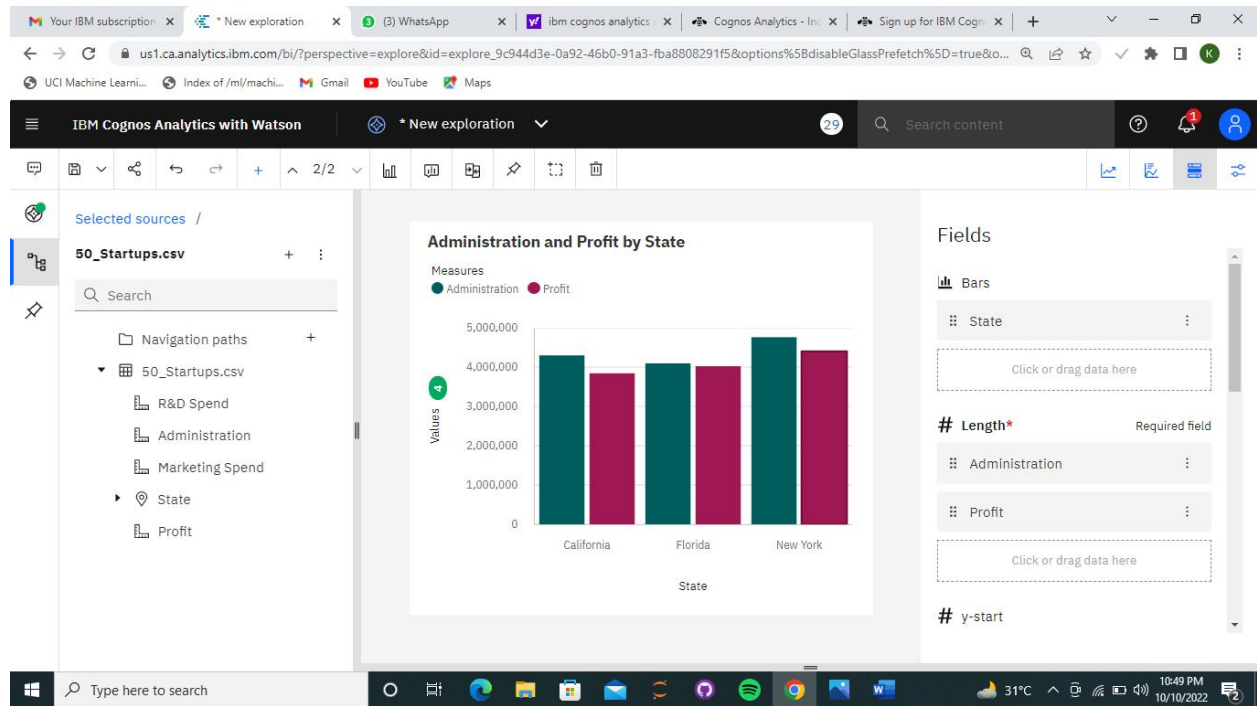 Your IBM subscription
* New exploration
(3) WhatsApp
ibm cognos analytics
Cognos Analytics - Inc
Sign up for IBM Cogn
us1.ca.analytics.ibm.com/bi/?perspective=explore&id=explore_9c944d3e-0a92-46b0-91a3-fba8808291f5&options%5BdisableGlassPrefetch%5D=true&o...
K
UCI Machine Learni...
Index of /ml/machi...
Gmail
YouTube
Maps
IBM Cognos Analytics with Watson
* New exploration
29
Search content
1
2/2
Selected sources /
50_Startups.csv
Search
Navigation paths
50_Startups.csv
R&D Spend
Administration
Marketing Spend
State
Profit
Administration and Profit by State
Measures
Administration Profit
5,000,000
4,000,000
3,000,000
2,000,000
1,000,000
0
Values
4
California Florida New York
State
Fields
Bars
State
Click or drag data here
# Length* Required field
Administration
Profit
Click or drag data here
# y-start
Type here to search
31°C
10:49 PM
10/10/2022
2